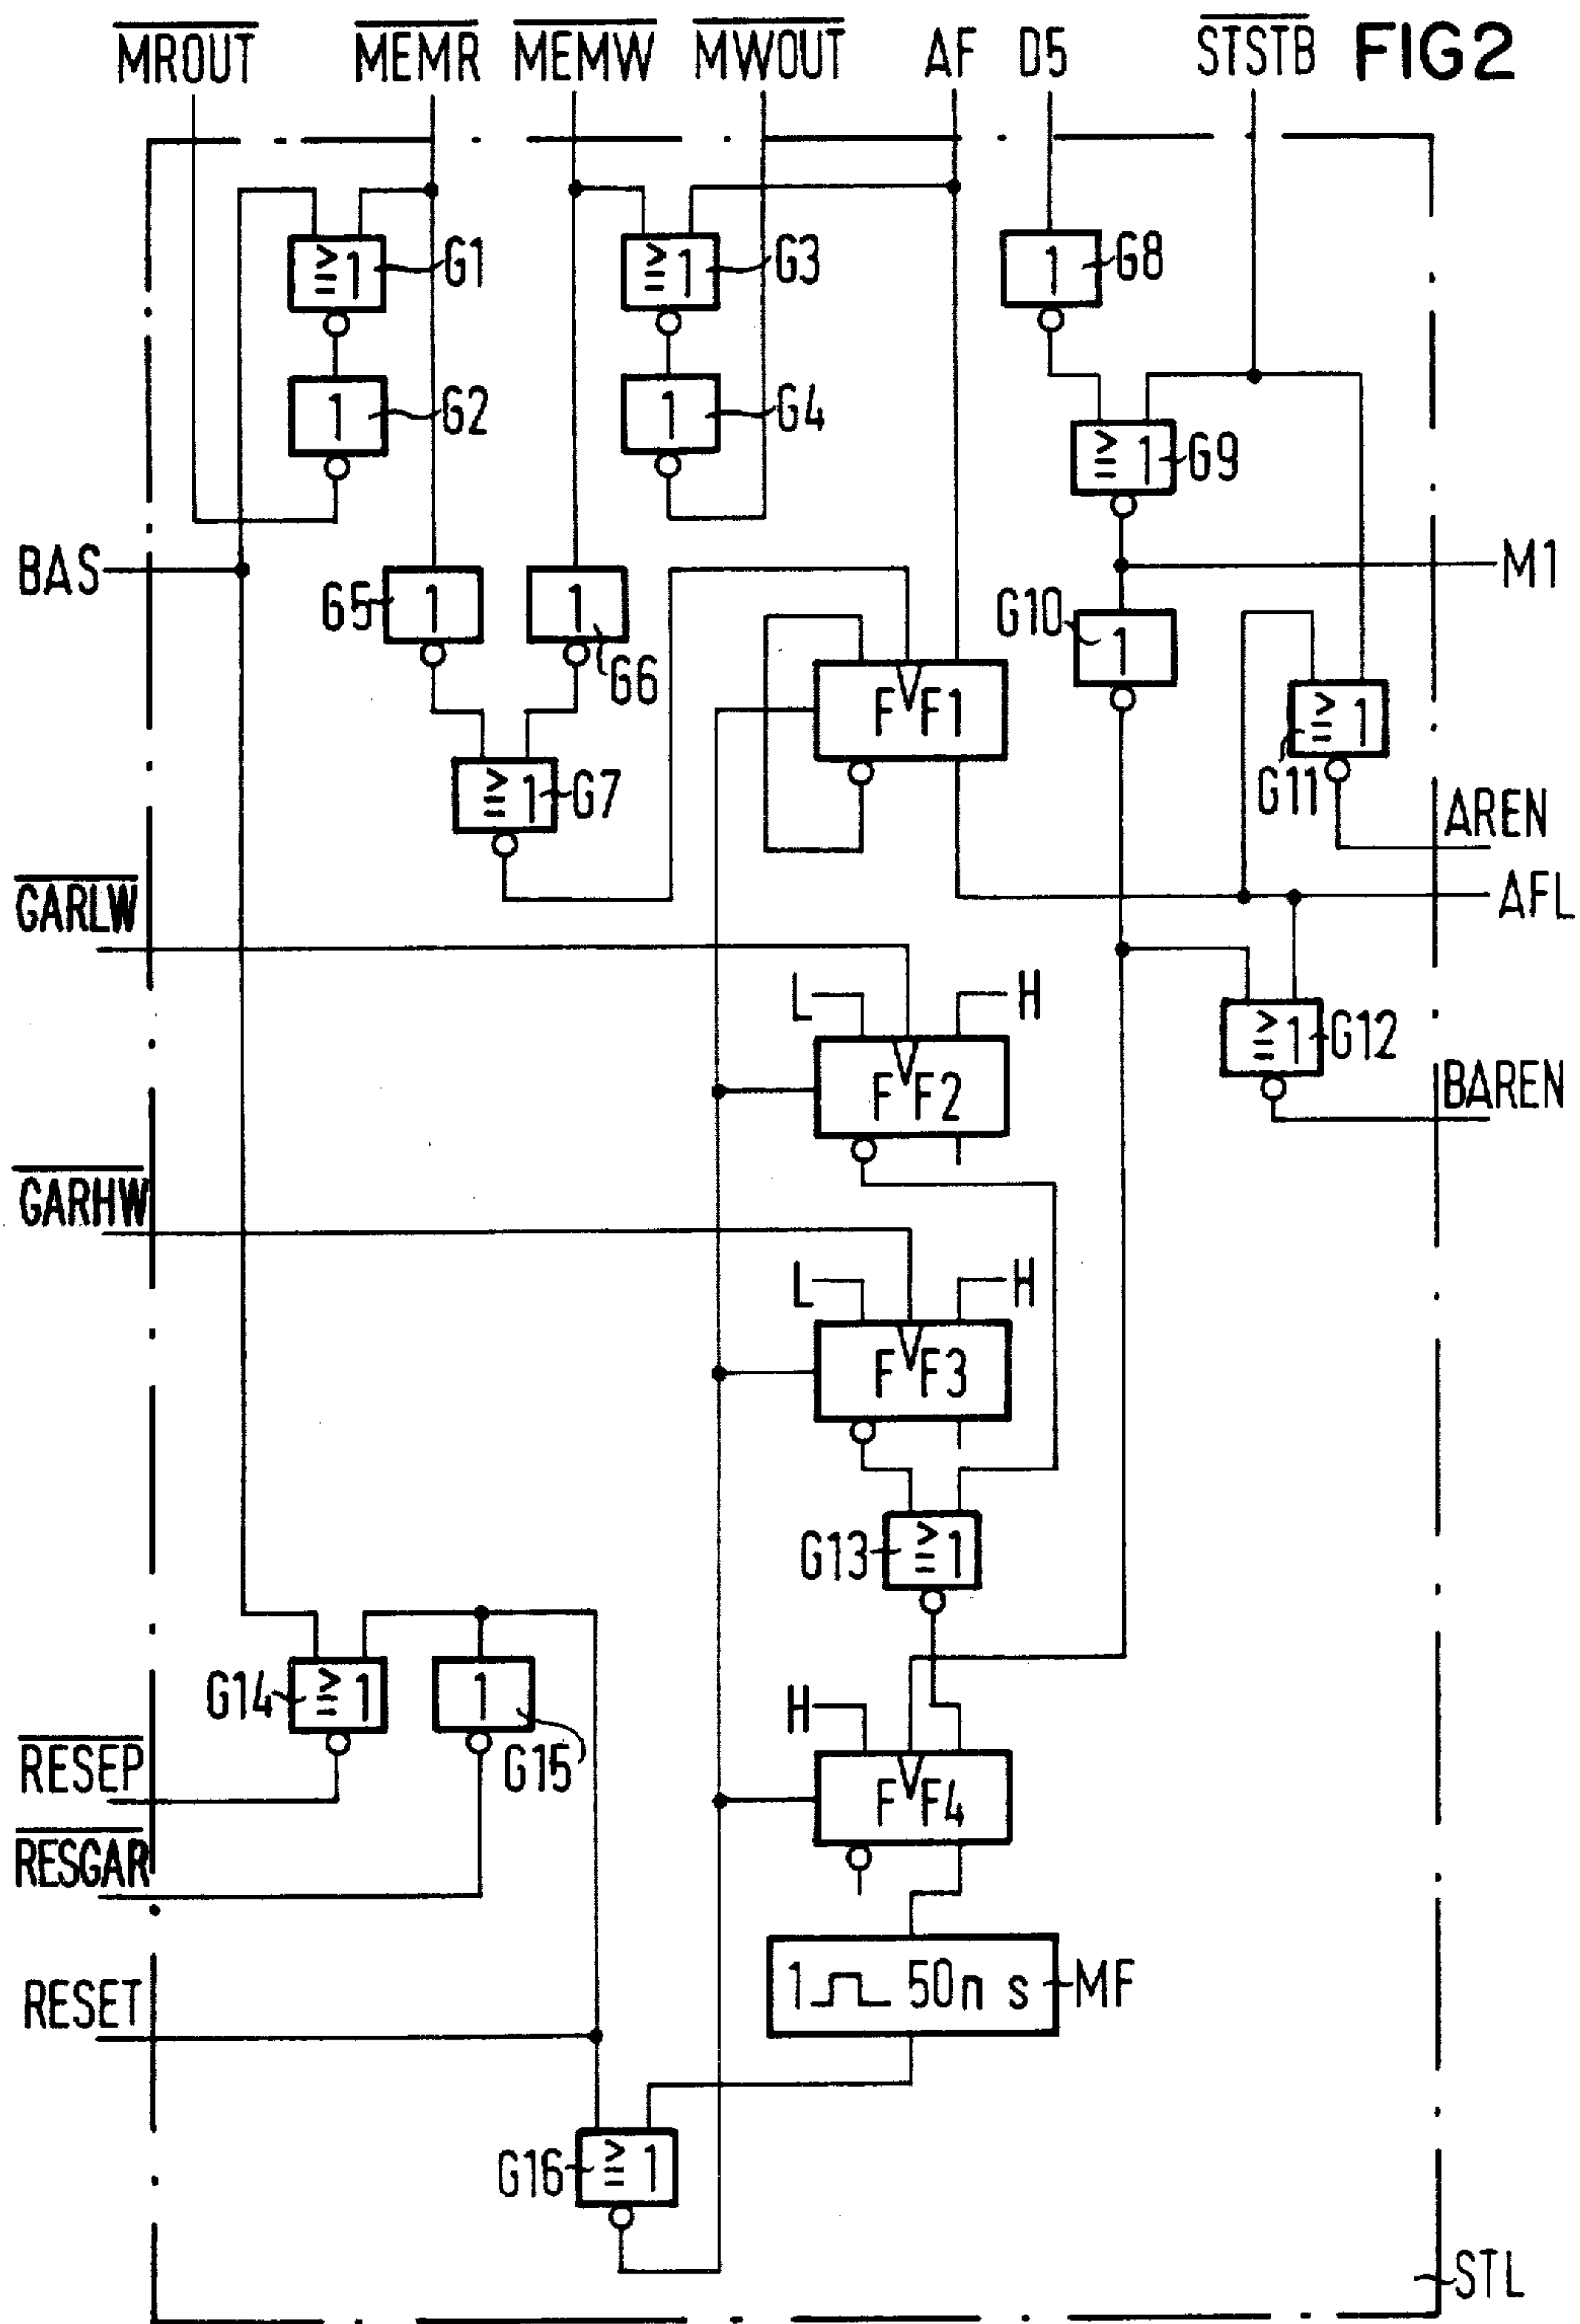 MROUT MEMR MEMW MWOUT AF D5 STSTB FIG2
≥1 G1 ≥1 G3 1 G8
1 G2 1 G4 ≥1 G9
BAS M1
G5 1 1 G6 G10 1
FF1 ≥1 G11
≥1 G7
AREN
GARLW AFL
L H
FF2 ≥1 G12
BAREN
GARHW
L H
FF3
G13 ≥1
G14 ≥1 1 G15
H
RESEP FF4
RESGAR
1 50ns MF
RESET
G16 ≥1
STL